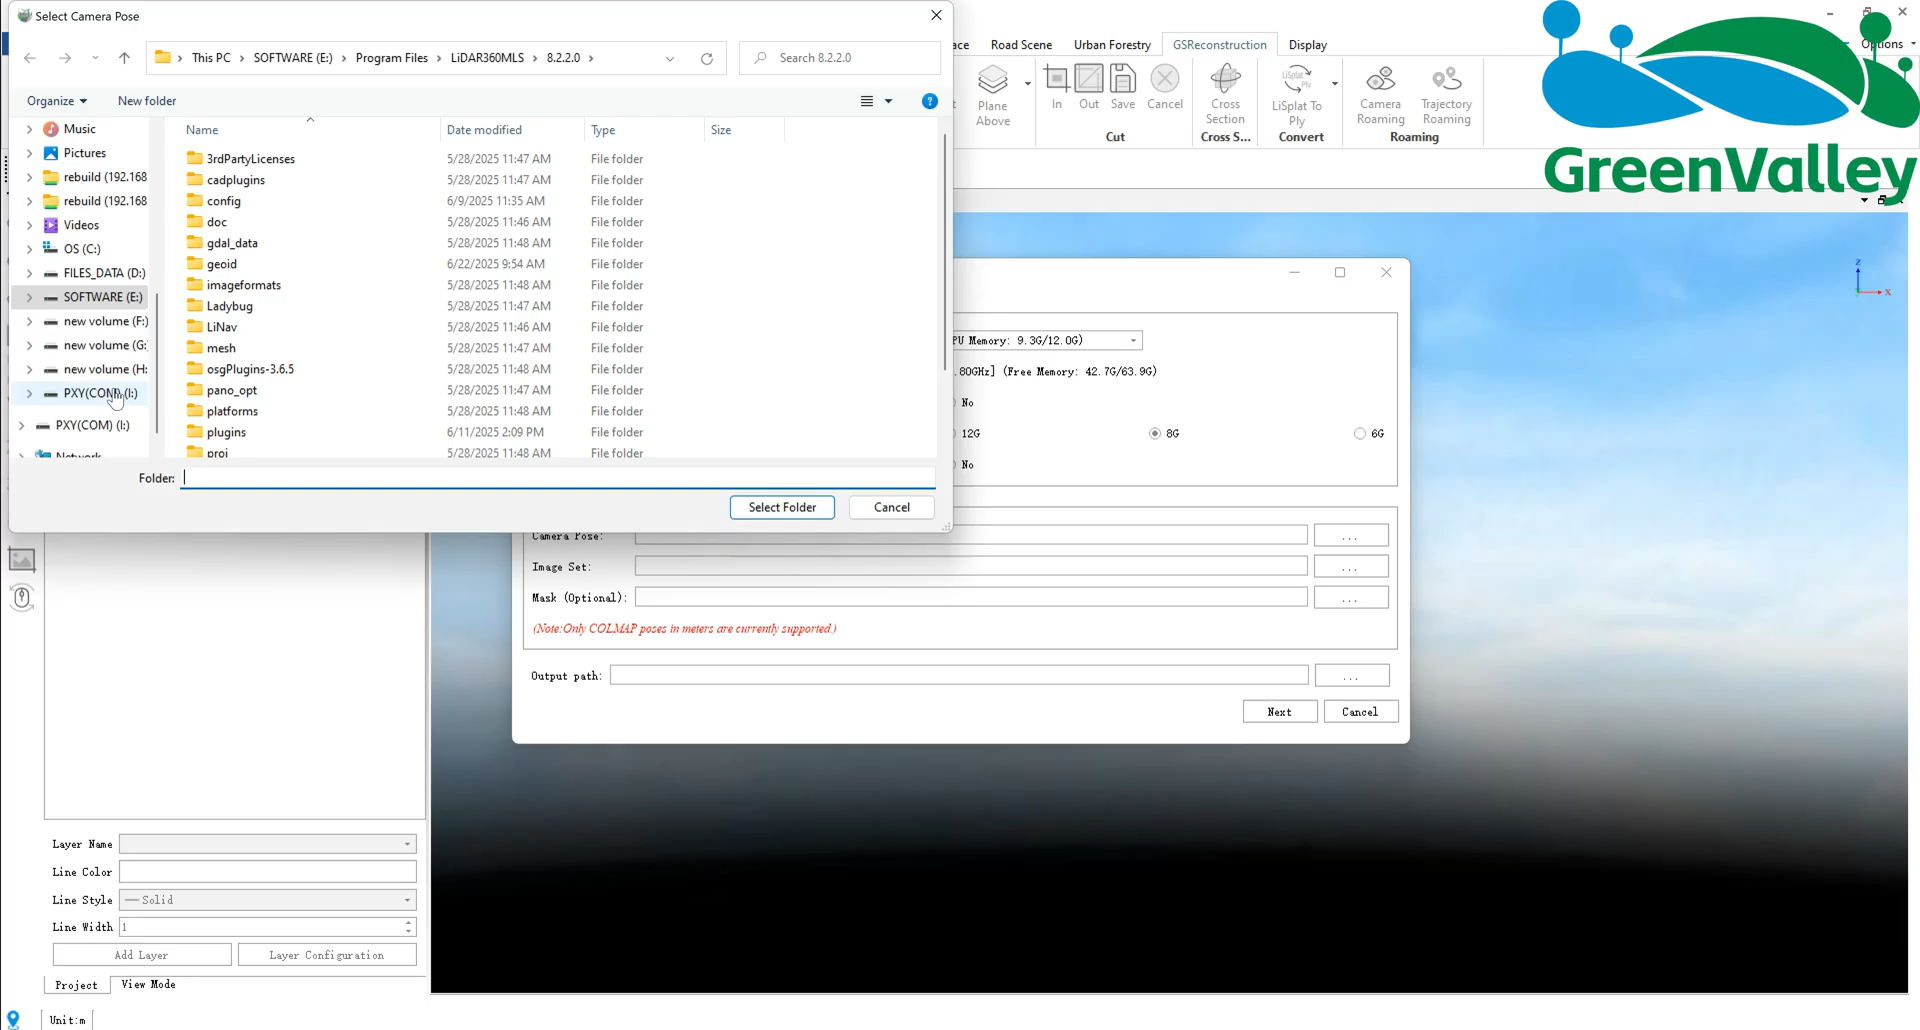 Select Camera Pose
This PC > SOFTWARE (E:) > Program Files > LiDAR360MLS > 8.2.2.0 >
Search 8.2.2.0
Organize
New folder
Name
Date modified
Type
Size
Music
Pictures
rebuild (192.168
rebuild (192.168
Videos
OS (C:)
FILES_DATA (D:)
SOFTWARE (E:)
new volume (F:)
new volume (G:
new volume (H:
PXY(COM) (I:)
PXY(COM) (I:)
Network
3rdPartyLicenses 5/28/2025 11:47 AM File folder
cadplugins 5/28/2025 11:47 AM File folder
config 6/9/2025 11:35 AM File folder
doc 5/28/2025 11:46 AM File folder
gdal_data 5/28/2025 11:48 AM File folder
geoid 6/22/2025 9:54 AM File folder
imageformats 5/28/2025 11:48 AM File folder
Ladybug 5/28/2025 11:47 AM File folder
LiNav 5/28/2025 11:46 AM File folder
mesh 5/28/2025 11:47 AM File folder
osgPlugins-3.6.5 5/28/2025 11:48 AM File folder
pano_opt 5/28/2025 11:47 AM File folder
platforms 5/28/2025 11:48 AM File folder
plugins 6/11/2025 2:09 PM File folder
proj 5/28/2025 11:48 AM File folder
Folder:
Select Folder
Cancel
ace
Road Scene
Urban Forestry
GSReconstruction
Display
Options
Plane
Above
In
Out
Save
Cancel
Cut
Cross
Section
Cross S...
LiSplat
Ply
LiSplat To
Ply
Convert
Camera
Roaming
Trajectory
Roaming
Roaming
GreenValley
Z
X
PU Memory: 9.3G/12.0G)
.80GHz] (Free Memory: 42.7G/63.9G)
No
12G
8G
6G
No
Camera Pose:
...
Image Set:
...
Mask (Optional):
...
(Note:Only COLMAP poses in meters are currently supported.)
Output path:
...
Next
Cancel
Layer Name
Line Color
Line Style
Solid
Line Width
1
Add Layer
Layer Configuration
Project
View Mode
Unit:m